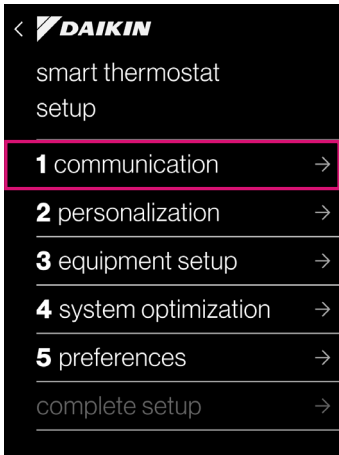 DAIKIN
smart thermostat
setup
1 communication
2 personalization
3 equipment setup
4 system optimization
5 preferences
complete setup